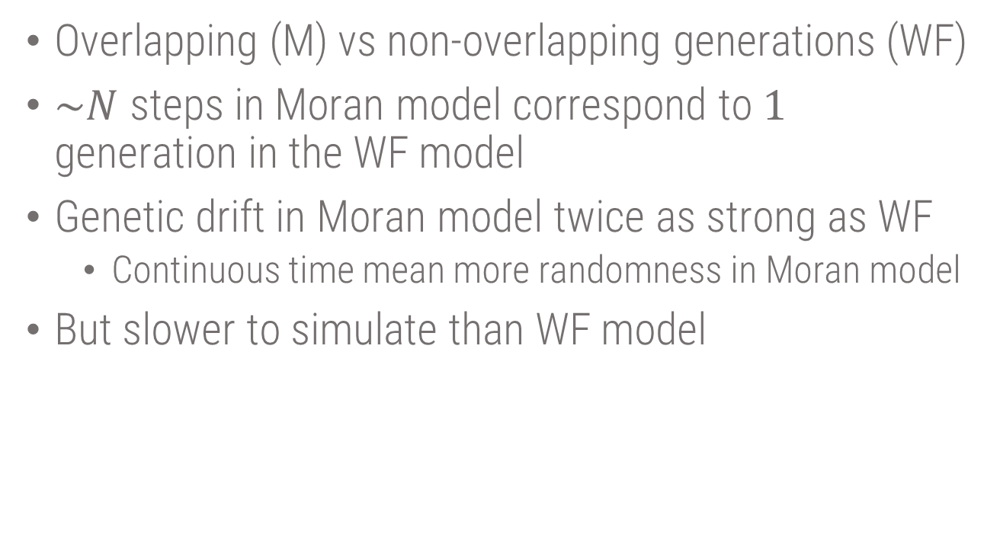 • Overlapping (M) vs non-overlapping generations (WF)
• ~N steps in Moran model correspond to 1
generation in the WF model
• Genetic drift in Moran model twice as strong as WF
• Continuous time mean more randomness in Moran model
• But slower to simulate than WF model